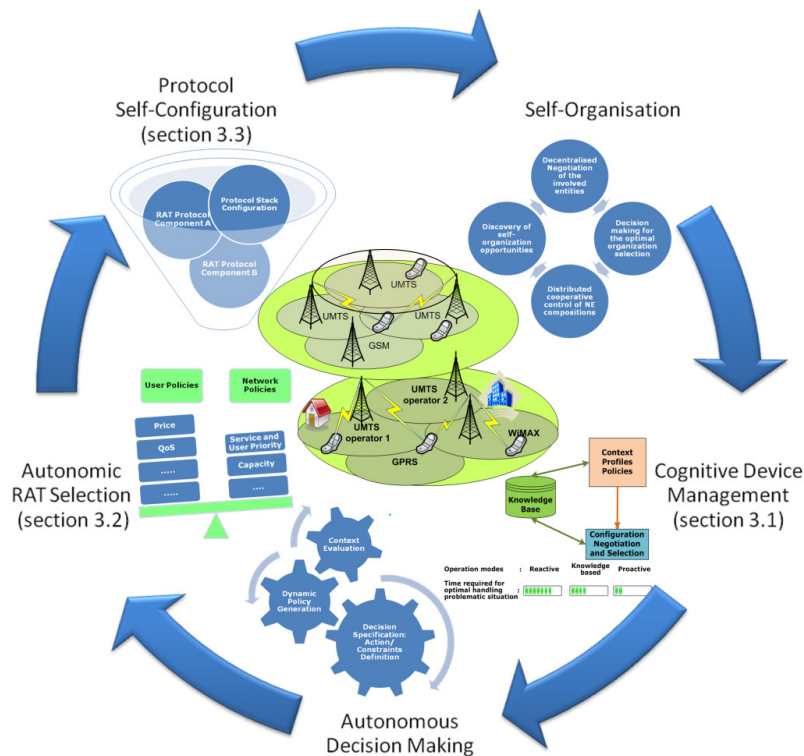 Protocol
Self-Configuration
(section 3.3)
Self-Organisation
RAT Protocol
Component A
Protocol Stack
Configuration
RAT Protocol
Component B
Decentralised
Negotiation
of the
involved
entities
Discovery of
self-
organization
opportunities
Decision
making for
the optimal
organization
selection
Distributed
cooperative
control of NE
compositions
UMTS
UMTS
UMTS
GSM
UMTS
operator 2
UMTS
operator 1
WiMAX
GPRS
User Policies
Network
Policies
Price
QoS
.....
.....
Service and
User Priority
Capacity
....
Autonomic
RAT Selection
(section 3.2)
Context
Profiles
Policies
Knowledge
Base
Configuration
Negotiation
and Selection
Cognitive Device
Management
(section 3.1)
Operation modes : Reactive Knowledge based Proactive
Time required for
optimal handling :
problematic situation
Context
Evaluation
Dynamic
Policy
Generation
Decision
Specification:
Action/
Constraints
Definition
Autonomous
Decision Making